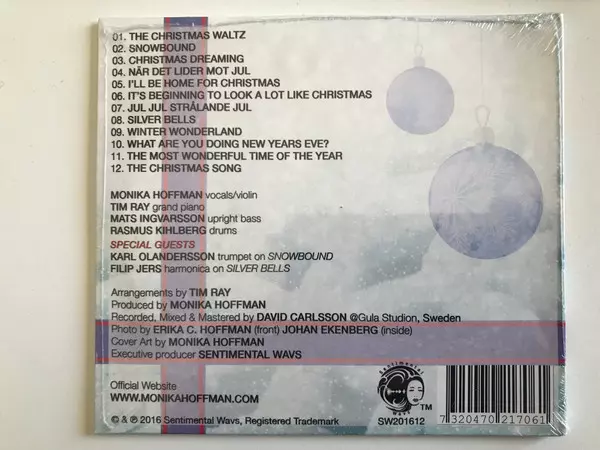 01. THE CHRISTMAS WALTZ
02. SNOWBOUND
03. CHRISTMAS DREAMING
04. NÄR DET LIDER MOT JUL
05. I'LL BE HOME FOR CHRISTMAS
06. IT'S BEGINNING TO LOOK A LOT LIKE CHRISTMAS
07. JUL JUL STRÅLANDE JUL
08. SILVER BELLS
09. WINTER WONDERLAND
10. WHAT ARE YOU DOING NEW YEARS EVE?
11. THE MOST WONDERFUL TIME OF THE YEAR
12. THE CHRISTMAS SONG
MONIKA HOFFMAN vocals/violin
TIM RAY grand piano
MATS INGVARSSON upright bass
RASMUS KIHLBERG drums
SPECIAL GUESTS
KARL OLANDERSSON trumpet on SNOWBOUND
FILIP JERS harmonica on SILVER BELLS
Arrangements by TIM RAY
Produced by MONIKA HOFFMAN
Recorded, Mixed & Mastered by DAVID CARLSSON @Gula Studion, Sweden
Photo by ERIKA C. HOFFMAN (front) JOHAN EKENBERG (inside)
Cover Art by MONIKA HOFFMAN
Executive producer SENTIMENTAL WAVS
Official Website
WWW.MONIKAHOFFMAN.COM
© & ℗ 2016 Sentimental Wavs, Registered Trademark
Sentimental
Wavs
TM
SW201612
7 320470 217061